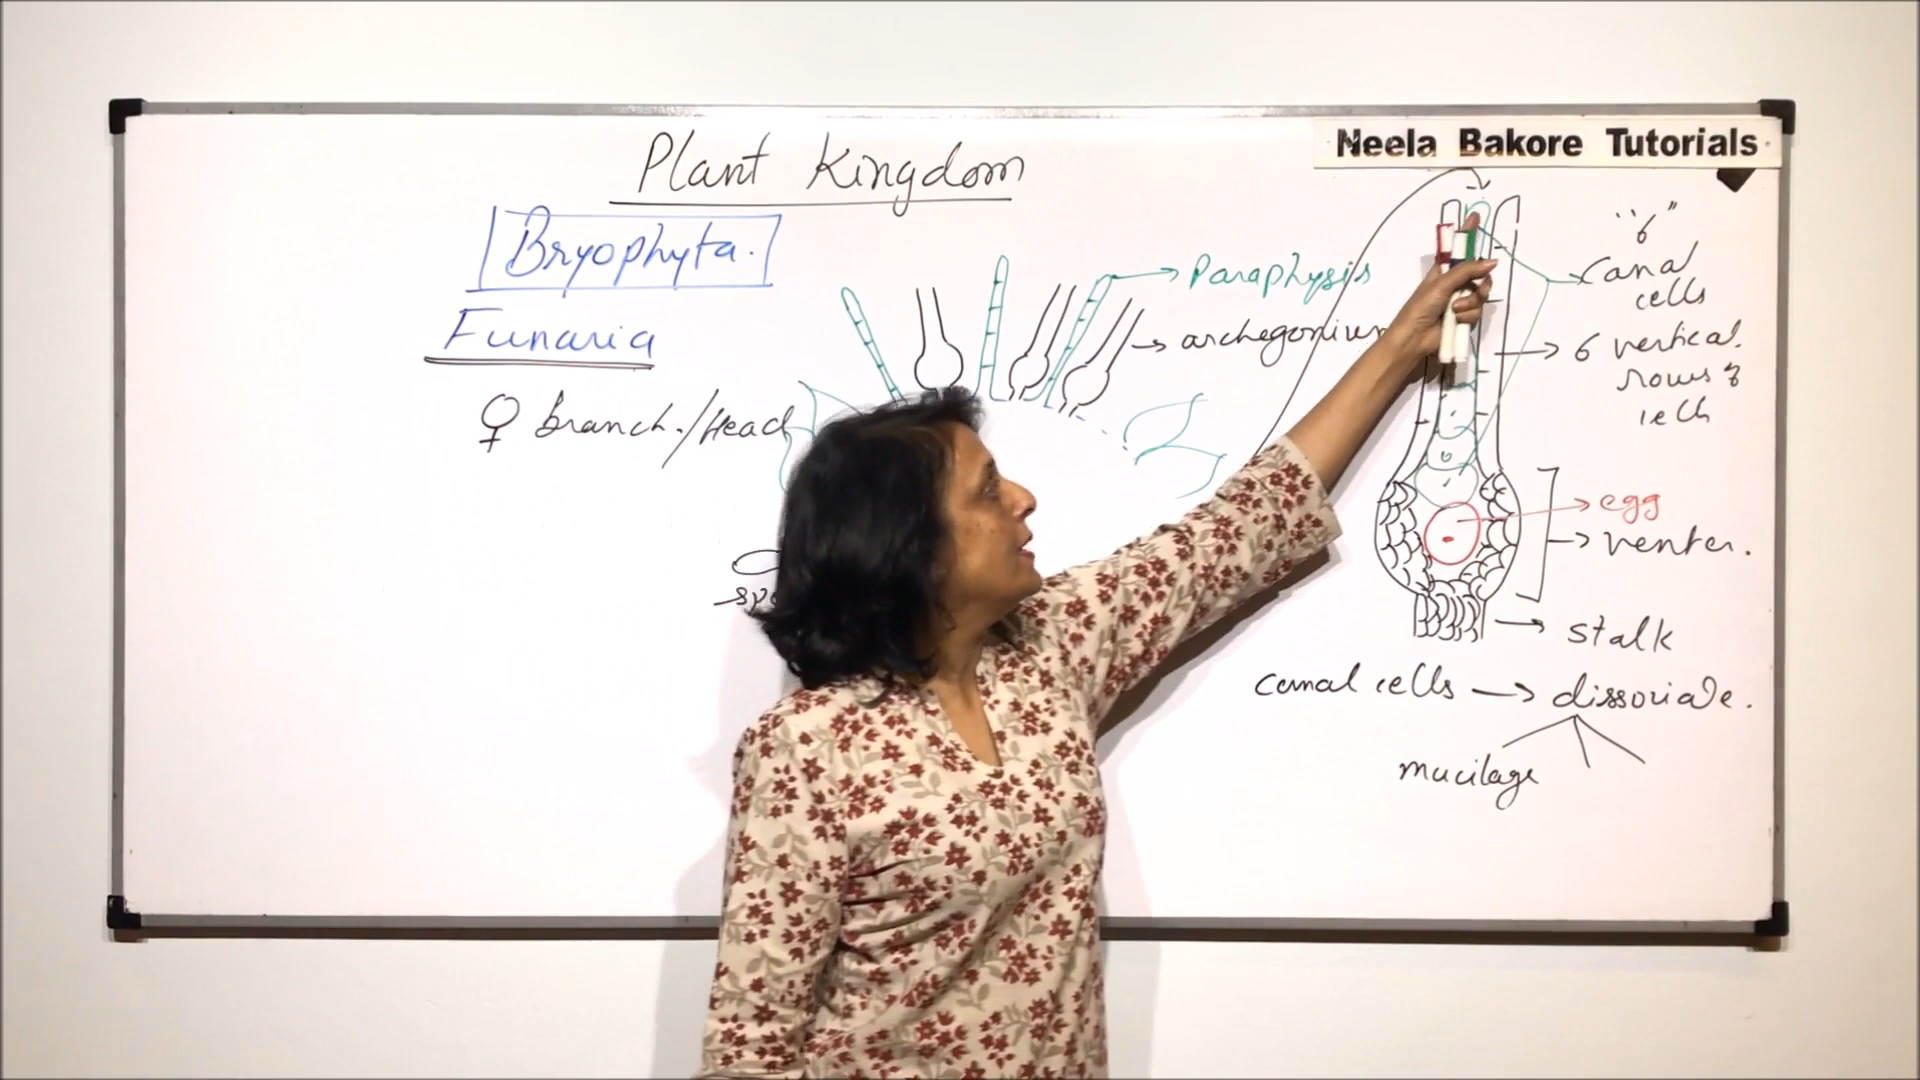 Plant Kingdom
Neela Bakore Tutorials
Bryophyta.
Funaria
♀ branch./Head
Paraphysis
archegonium
"6"
Canal
cells
6 vertical
rows of
cell
egg
venter.
stalk
canal cells → dissociate.
mucilage